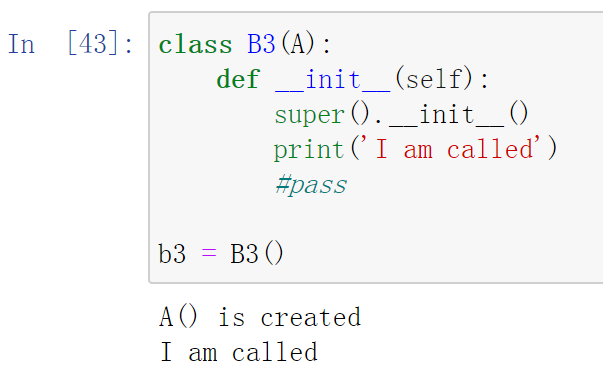 In [43]: class B3(A):
def __init__(self):
super().__init__()
print('I am called')
#pass
b3 = B3()
A() is created
I am called